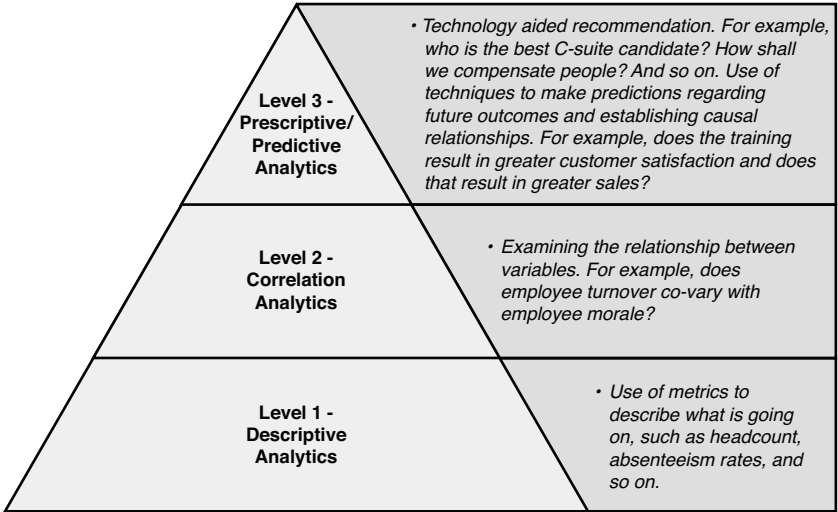 Level 3 -
Prescriptive/
Predictive
Analytics
• Technology aided recommendation. For example,
who is the best C-suite candidate? How shall
we compensate people? And so on. Use of
techniques to make predictions regarding
future outcomes and establishing causal
relationships. For example, does the training
result in greater customer satisfaction and does
that result in greater sales?
Level 2 -
Correlation
Analytics
• Examining the relationship between
variables. For example, does
employee turnover co-vary with
employee morale?
Level 1 -
Descriptive
Analytics
• Use of metrics to
describe what is going
on, such as headcount,
absenteeism rates, and
so on.